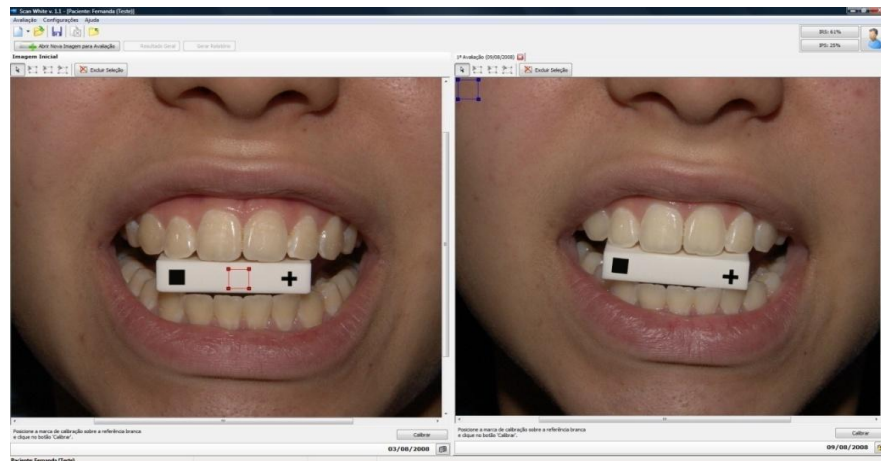 Scan White v. 1.1 - [Paciente: Fernanda (Teste)]
Avaliação Configurações Ajuda
Abrir Nova Imagem para Avaliação Resultado Geral Gerar Relatório
IRS: 61%
IPO: 25%
Imagem Inicial
Excluir Seleção
1ª Avaliação (09/08/2008)
Excluir Seleção
Posicione a marca de calibração sobre a referência branca
e clique no botão 'Calibrar'.
Calibrar
03/08/2008
Posicione a marca de calibração sobre a referência branca
e clique no botão 'Calibrar'.
Calibrar
09/08/2008
Paciente: Fernanda (Teste)